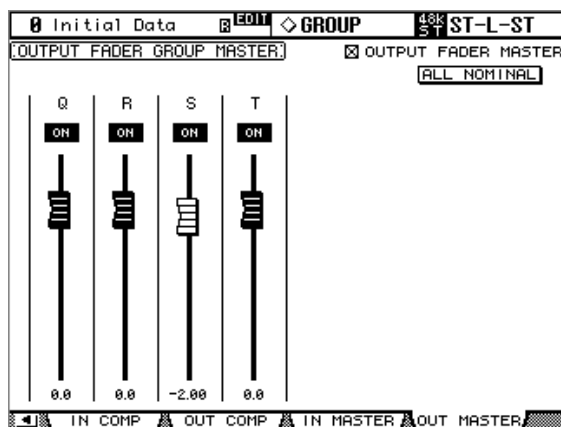 0 Initial Data R EDIT ◇GROUP 48k ST ST-L-ST
OUTPUT FADER GROUP MASTER
OUTPUT FADER MASTER
ALL NOMINAL
Q R S T
ON ON ON ON
0.0 0.0 -2.00 0.0
IN COMP OUT COMP IN MASTER OUT MASTER